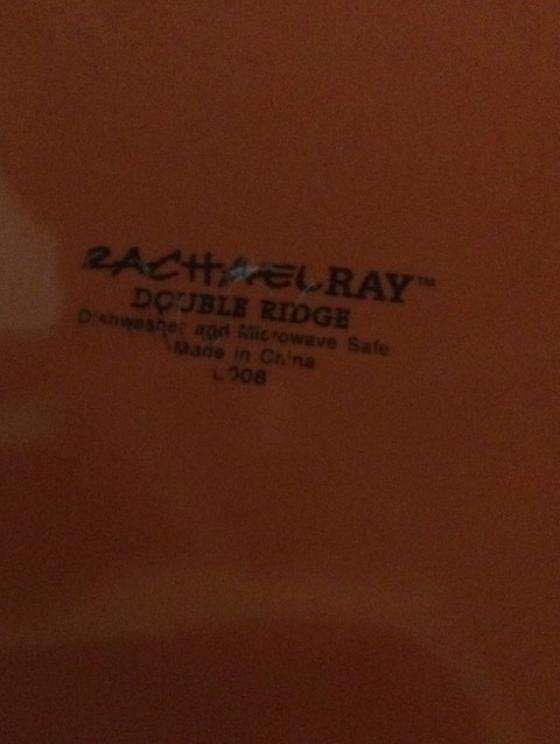 RACHAEL RAY™
DOUBLE RIDGE
Dishwasher and Microwave Safe
Made in China